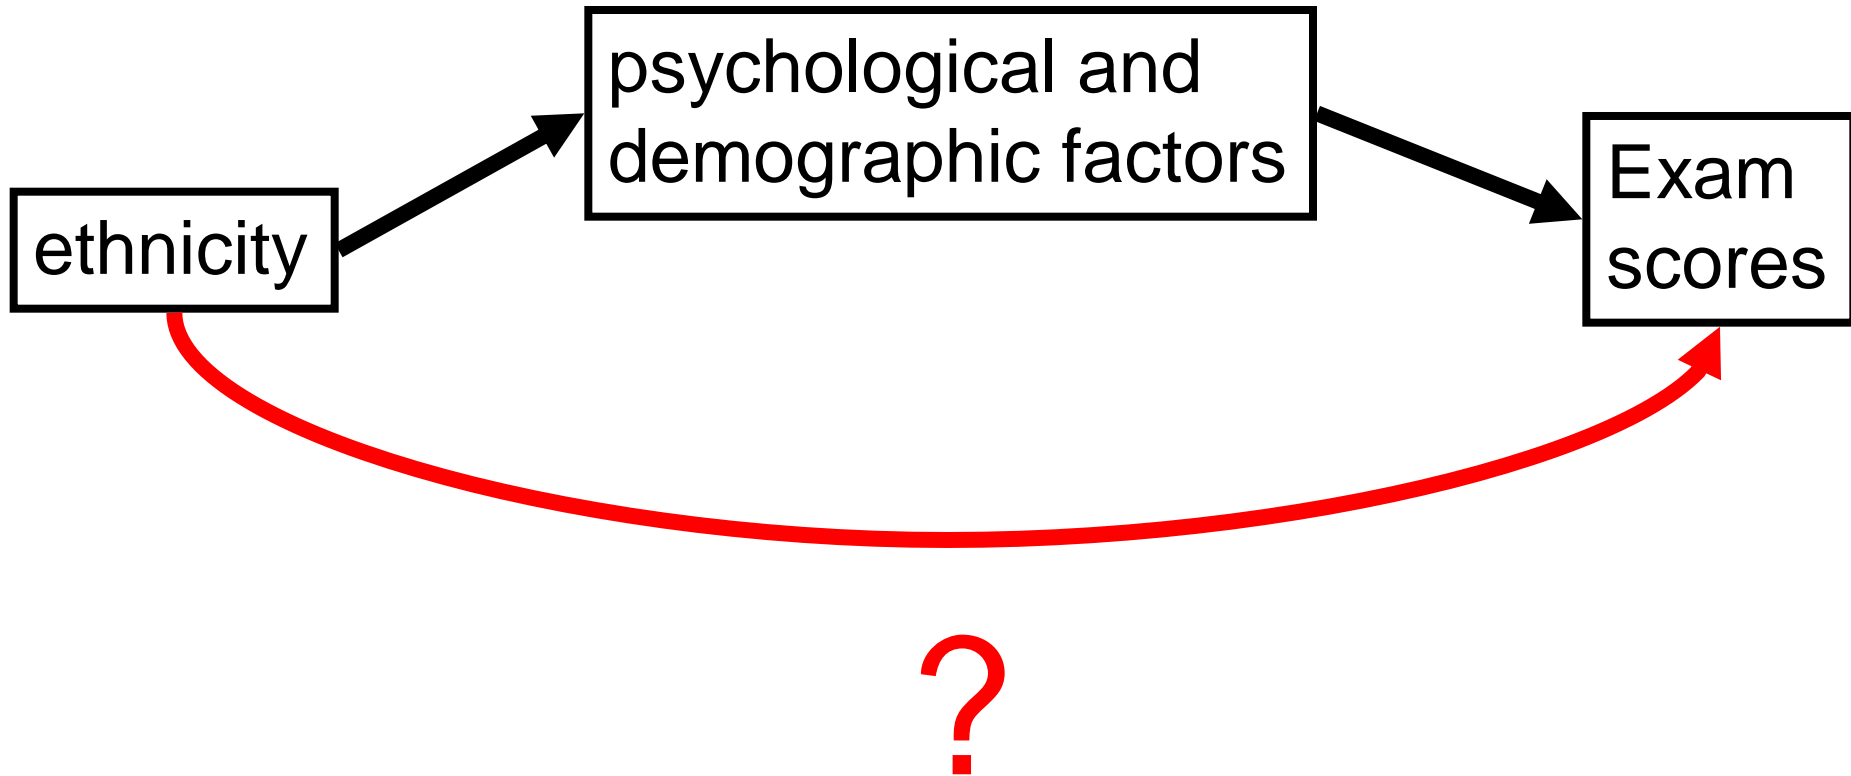 psychological and
demographic factors
ethnicity
Exam
scores
?